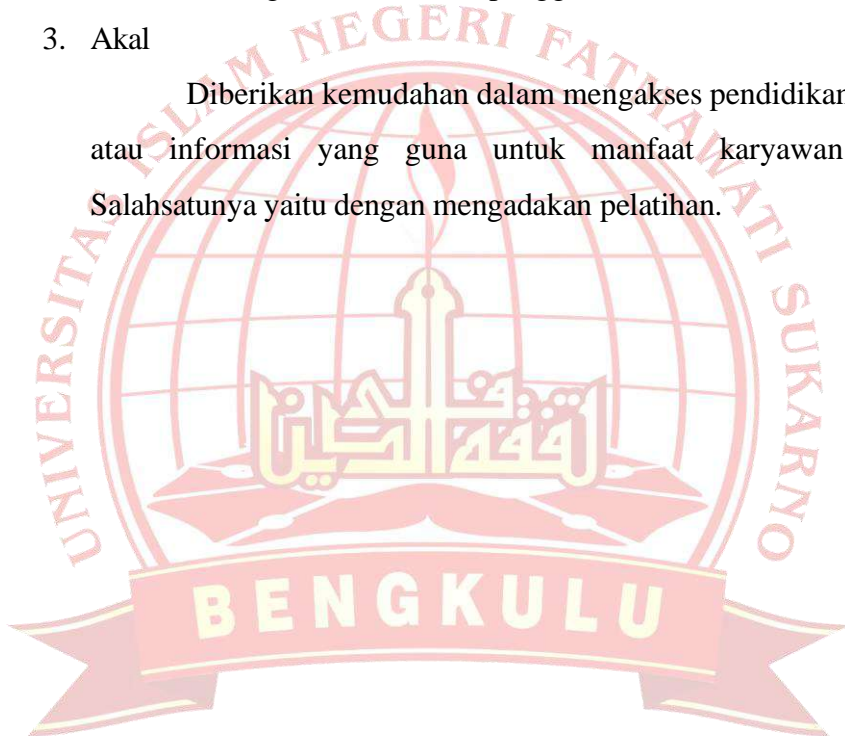 3. Akal
Diberikan kemudahan dalam mengakses pendidikan
atau informasi yang guna untuk manfaat karyawan
Salahsatunya yaitu dengan mengadakan pelatihan.
UNIVERSITAS ISLAM NEGERI FATMAWATI SUKARNO
BENGKULU